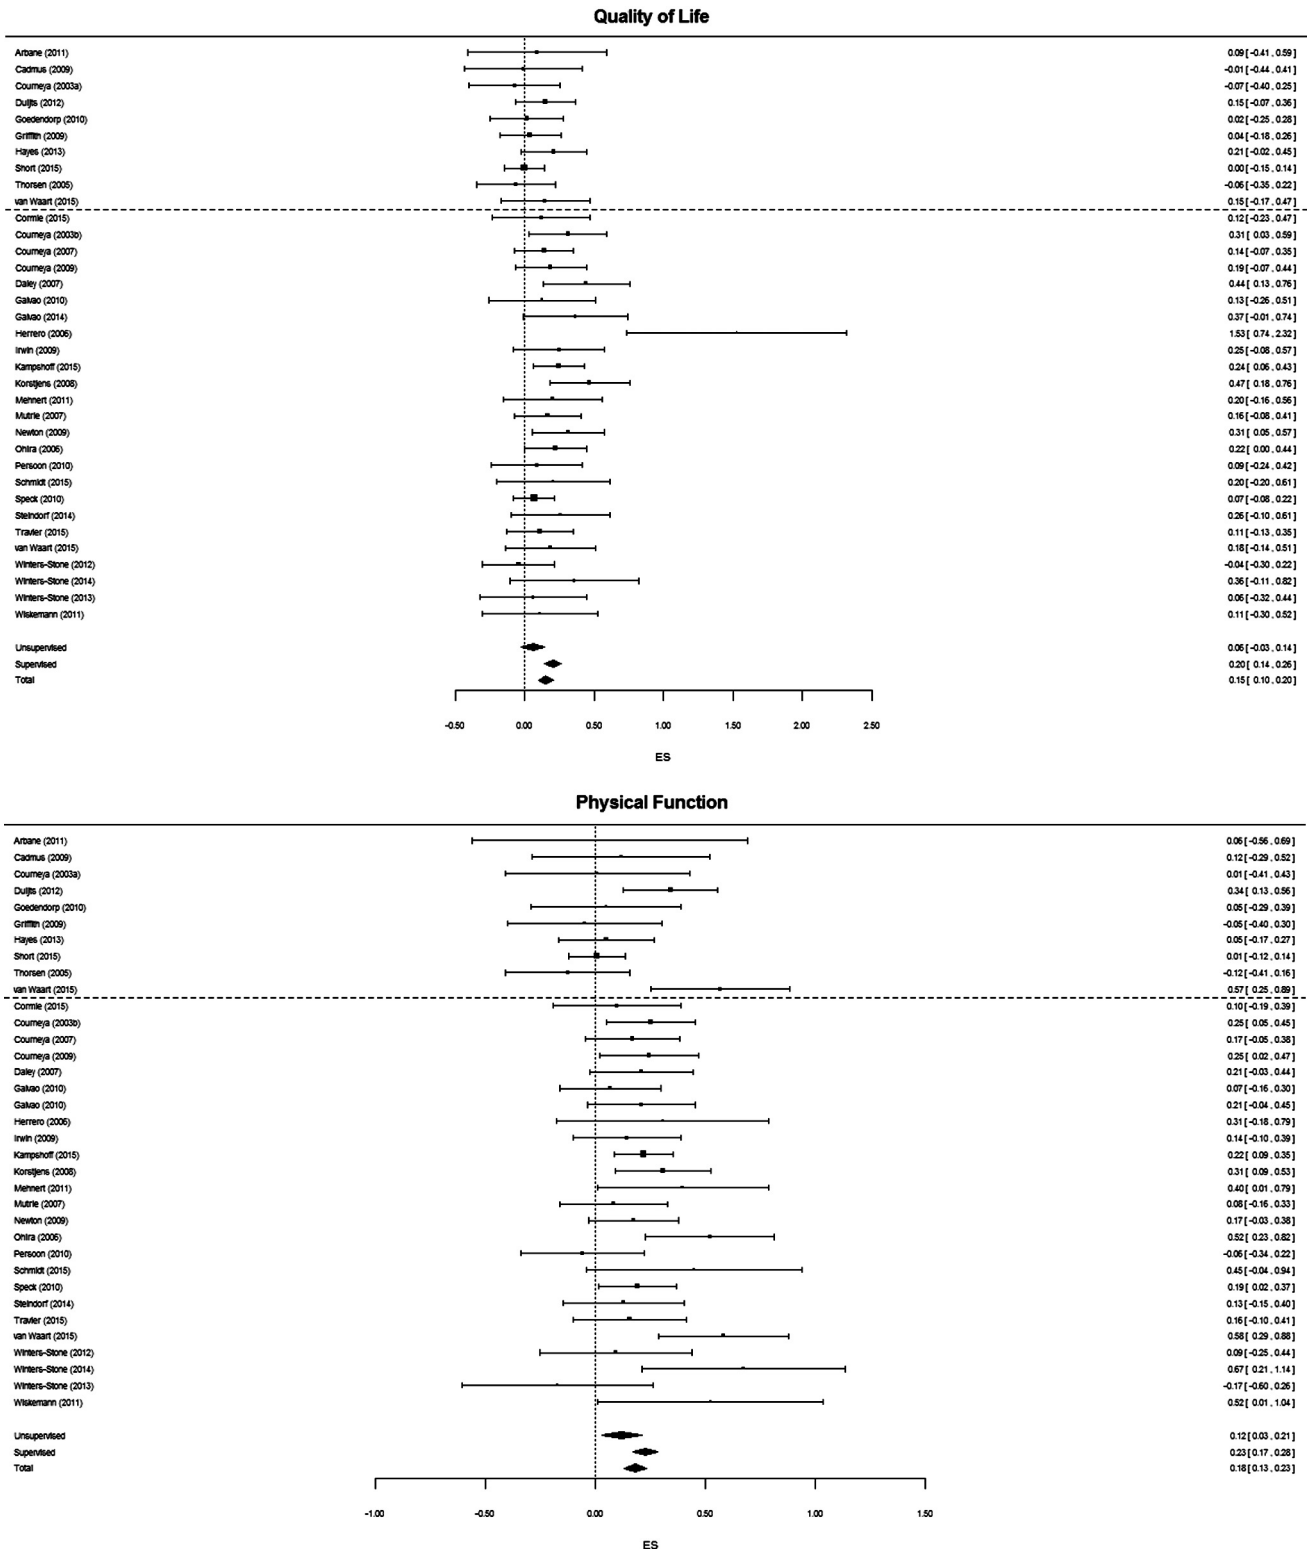 Quality of Life
Arbane (2011) 0.09 [ -0.41 , 0.59 ]
Cadmus (2009) -0.01 [ -0.44 , 0.41 ]
Courneya (2003a) -0.07 [ -0.40 , 0.25 ]
Duijts (2012) 0.15 [ -0.07 , 0.36 ]
Goedendorp (2010) 0.02 [ -0.25 , 0.28 ]
Griffith (2009) 0.04 [ -0.18 , 0.26 ]
Hayes (2013) 0.21 [ -0.02 , 0.45 ]
Short (2015) 0.00 [ -0.15 , 0.14 ]
Thorsen (2005) -0.06 [ -0.35 , 0.22 ]
van Waart (2015) 0.15 [ -0.17 , 0.47 ]
Cormie (2015) 0.12 [ -0.23 , 0.47 ]
Courneya (2003b) 0.31 [ 0.03 , 0.59 ]
Courneya (2007) 0.14 [ -0.07 , 0.35 ]
Courneya (2009) 0.19 [ -0.07 , 0.44 ]
Daley (2007) 0.44 [ 0.13 , 0.76 ]
Galvao (2010) 0.13 [ -0.26 , 0.51 ]
Galvao (2014) 0.37 [ -0.01 , 0.74 ]
Herrero (2006) 1.53 [ 0.74 , 2.32 ]
Irwin (2009) 0.25 [ -0.08 , 0.57 ]
Kampshoff (2015) 0.24 [ 0.06 , 0.43 ]
Korstjens (2008) 0.47 [ 0.18 , 0.76 ]
Mehnert (2011) 0.20 [ -0.16 , 0.56 ]
Mutrie (2007) 0.16 [ -0.08 , 0.41 ]
Newton (2009) 0.31 [ 0.05 , 0.57 ]
Ohira (2006) 0.22 [ 0.00 , 0.44 ]
Persoon (2010) 0.09 [ -0.24 , 0.42 ]
Schmidt (2015) 0.20 [ -0.20 , 0.61 ]
Speck (2010) 0.07 [ -0.08 , 0.22 ]
Steindorf (2014) 0.26 [ -0.10 , 0.61 ]
Travier (2015) 0.11 [ -0.13 , 0.35 ]
van Waart (2015) 0.18 [ -0.14 , 0.51 ]
Winters-Stone (2012) -0.04 [ -0.30 , 0.22 ]
Winters-Stone (2014) 0.36 [ -0.11 , 0.82 ]
Winters-Stone (2013) 0.06 [ -0.32 , 0.44 ]
Wiskemann (2011) 0.11 [ -0.30 , 0.52 ]
Unsupervised 0.06 [ -0.03 , 0.14 ]
Supervised 0.20 [ 0.14 , 0.26 ]
Total 0.15 [ 0.10 , 0.20 ]
-0.50 0.00 0.50 1.00 1.50 2.00 2.50
ES
Physical Function
Arbane (2011) 0.06 [ -0.56 , 0.69 ]
Cadmus (2009) 0.12 [ -0.29 , 0.52 ]
Courneya (2003a) 0.01 [ -0.41 , 0.43 ]
Duijts (2012) 0.34 [ 0.13 , 0.56 ]
Goedendorp (2010) 0.05 [ -0.29 , 0.39 ]
Griffith (2009) -0.05 [ -0.40 , 0.30 ]
Hayes (2013) 0.05 [ -0.17 , 0.27 ]
Short (2015) 0.01 [ -0.12 , 0.14 ]
Thorsen (2005) -0.12 [ -0.41 , 0.16 ]
van Waart (2015) 0.57 [ 0.25 , 0.89 ]
Cormie (2015) 0.10 [ -0.19 , 0.39 ]
Courneya (2003b) 0.25 [ 0.05 , 0.45 ]
Courneya (2007) 0.17 [ -0.05 , 0.38 ]
Courneya (2009) 0.25 [ 0.02 , 0.47 ]
Daley (2007) 0.21 [ -0.03 , 0.44 ]
Galvao (2010) 0.07 [ -0.16 , 0.30 ]
Galvao (2010) 0.21 [ -0.04 , 0.45 ]
Herrero (2006) 0.31 [ -0.18 , 0.79 ]
Irwin (2009) 0.14 [ -0.10 , 0.39 ]
Kampshoff (2015) 0.22 [ 0.09 , 0.35 ]
Korstjens (2008) 0.31 [ 0.09 , 0.53 ]
Mehnert (2011) 0.40 [ 0.01 , 0.79 ]
Mutrie (2007) 0.08 [ -0.16 , 0.33 ]
Newton (2009) 0.17 [ -0.03 , 0.38 ]
Ohira (2006) 0.52 [ 0.23 , 0.82 ]
Persoon (2010) -0.06 [ -0.34 , 0.22 ]
Schmidt (2015) 0.45 [ -0.04 , 0.94 ]
Speck (2010) 0.19 [ 0.02 , 0.37 ]
Steindorf (2014) 0.13 [ -0.15 , 0.40 ]
Travier (2015) 0.16 [ -0.10 , 0.41 ]
van Waart (2015) 0.58 [ 0.29 , 0.88 ]
Winters-Stone (2012) 0.09 [ -0.25 , 0.44 ]
Winters-Stone (2014) 0.67 [ 0.21 , 1.14 ]
Winters-Stone (2013) -0.17 [ -0.60 , 0.26 ]
Wiskemann (2011) 0.52 [ 0.01 , 1.04 ]
Unsupervised 0.12 [ 0.03 , 0.21 ]
Supervised 0.23 [ 0.17 , 0.28 ]
Total 0.18 [ 0.13 , 0.23 ]
-1.00 -0.50 0.00 0.50 1.00 1.50
ES